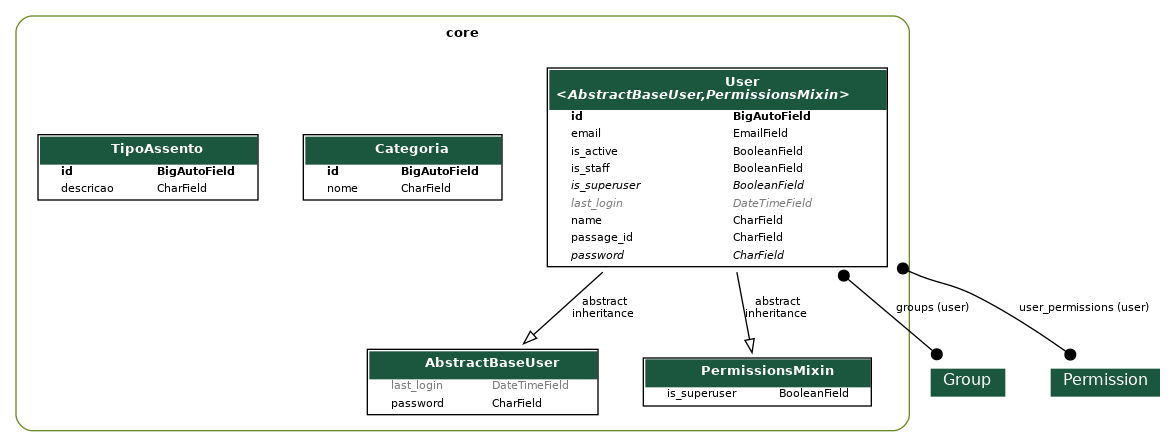 core
TipoAssento
id BigAutoField
descricao CharField
Categoria
id BigAutoField
nome CharField
User
<AbstractBaseUser,PermissionsMixin>
id BigAutoField
email EmailField
is_active BooleanField
is_staff BooleanField
is_superuser BooleanField
last_login DateTimeField
name CharField
passage_id CharField
password CharField
abstract
inheritance
abstract
inheritance
groups (user)
user_permissions (user)
AbstractBaseUser
last_login DateTimeField
password CharField
PermissionsMixin
is_superuser BooleanField
Group
Permission